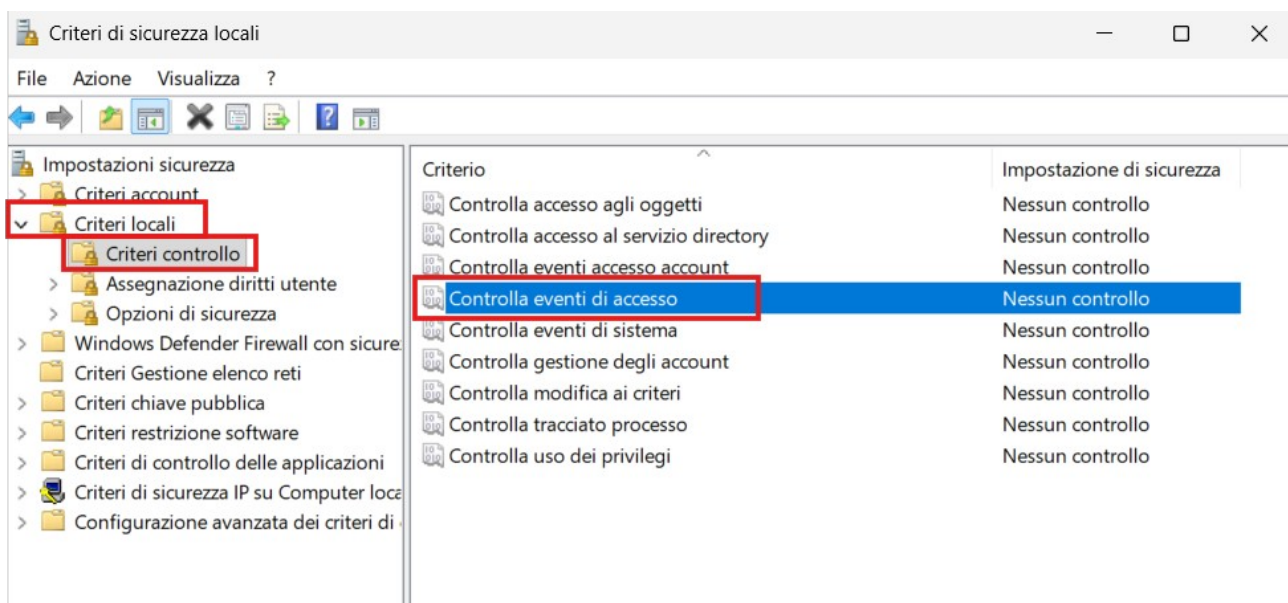 Criteri di sicurezza locali
File Azione Visualizza ?
Impostazioni sicurezza
Criteri account
Criteri locali
Criteri controllo
Assegnazione diritti utente
Opzioni di sicurezza
Windows Defender Firewall con sicure
Criteri Gestione elenco reti
Criteri chiave pubblica
Criteri restrizione software
Criteri di controllo delle applicazioni
Criteri di sicurezza IP su Computer loca
Configurazione avanzata dei criteri di
Criterio Impostazione di sicurezza
Controlla accesso agli oggetti Nessun controllo
Controlla accesso al servizio directory Nessun controllo
Controlla eventi accesso account Nessun controllo
Controlla eventi di accesso Nessun controllo
Controlla eventi di sistema Nessun controllo
Controlla gestione degli account Nessun controllo
Controlla modifica ai criteri Nessun controllo
Controlla tracciato processo Nessun controllo
Controlla uso dei privilegi Nessun controllo